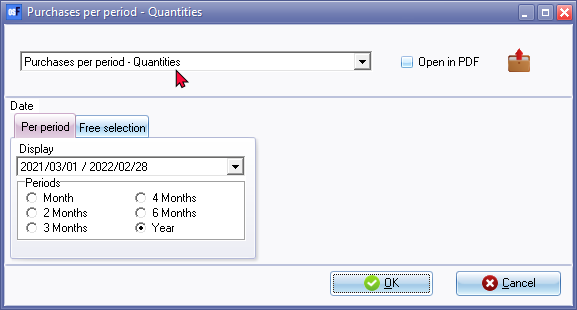 Purchases per period - Quantities
Purchases per period - Quantities
Open in PDF
Date
Per period
Free selection
Display
2021/03/01 / 2022/02/28
Periods
Month
4 Months
2 Months
6 Months
3 Months
Year
OK
Cancel